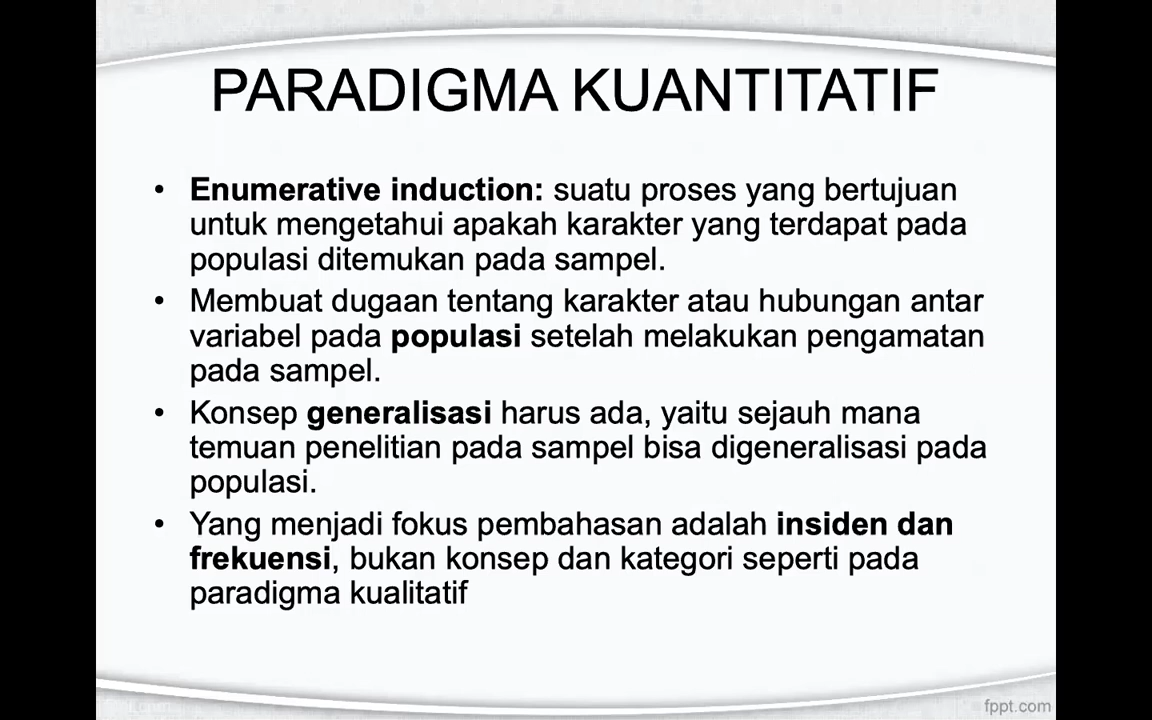 PARADIGMA KUANTITATIF
• Enumerative induction: suatu proses yang bertujuan
untuk mengetahui apakah karakter yang terdapat pada
populasi ditemukan pada sampel.
• Membuat dugaan tentang karakter atau hubungan antar
variabel pada populasi setelah melakukan pengamatan
pada sampel.
• Konsep generalisasi harus ada, yaitu sejauh mana
temuan penelitian pada sampel bisa digeneralisasi pada
populasi.
• Yang menjadi fokus pembahasan adalah insiden dan
frekuensi, bukan konsep dan kategori seperti pada
paradigma kualitatif
fppt.com